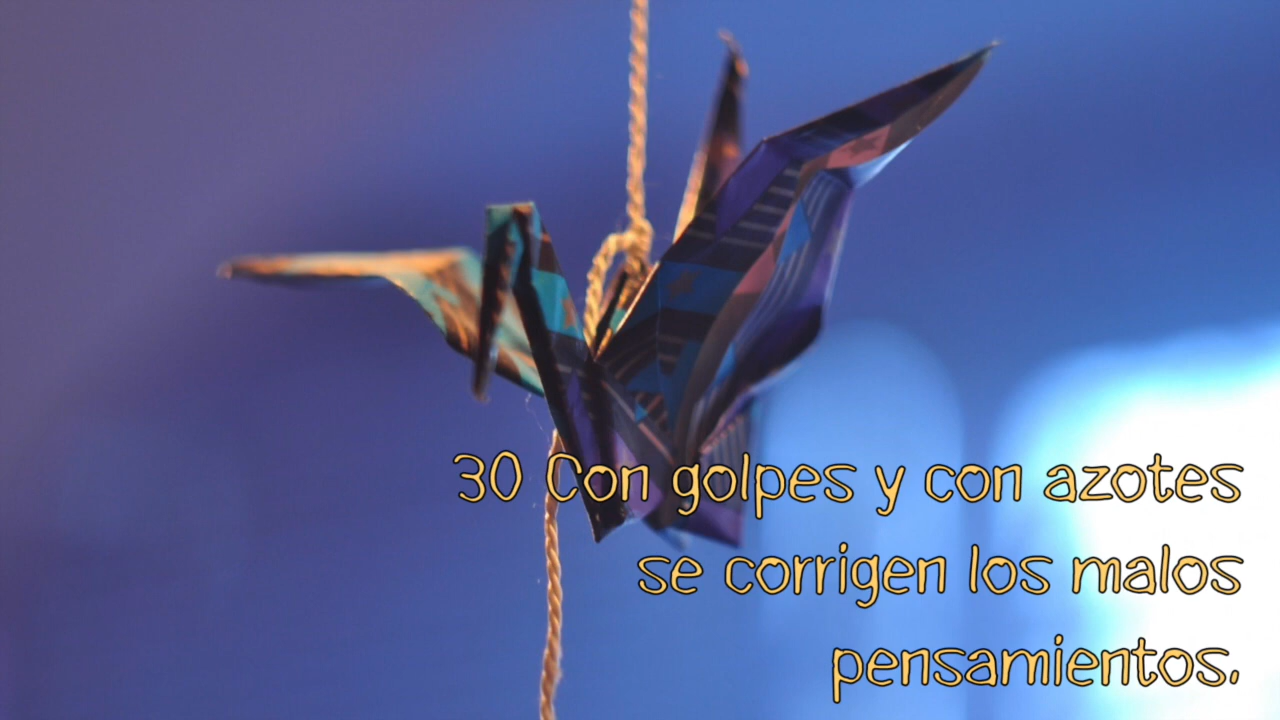 30 Con golpes y con azotes
se corrigen los malos
pensamientos.